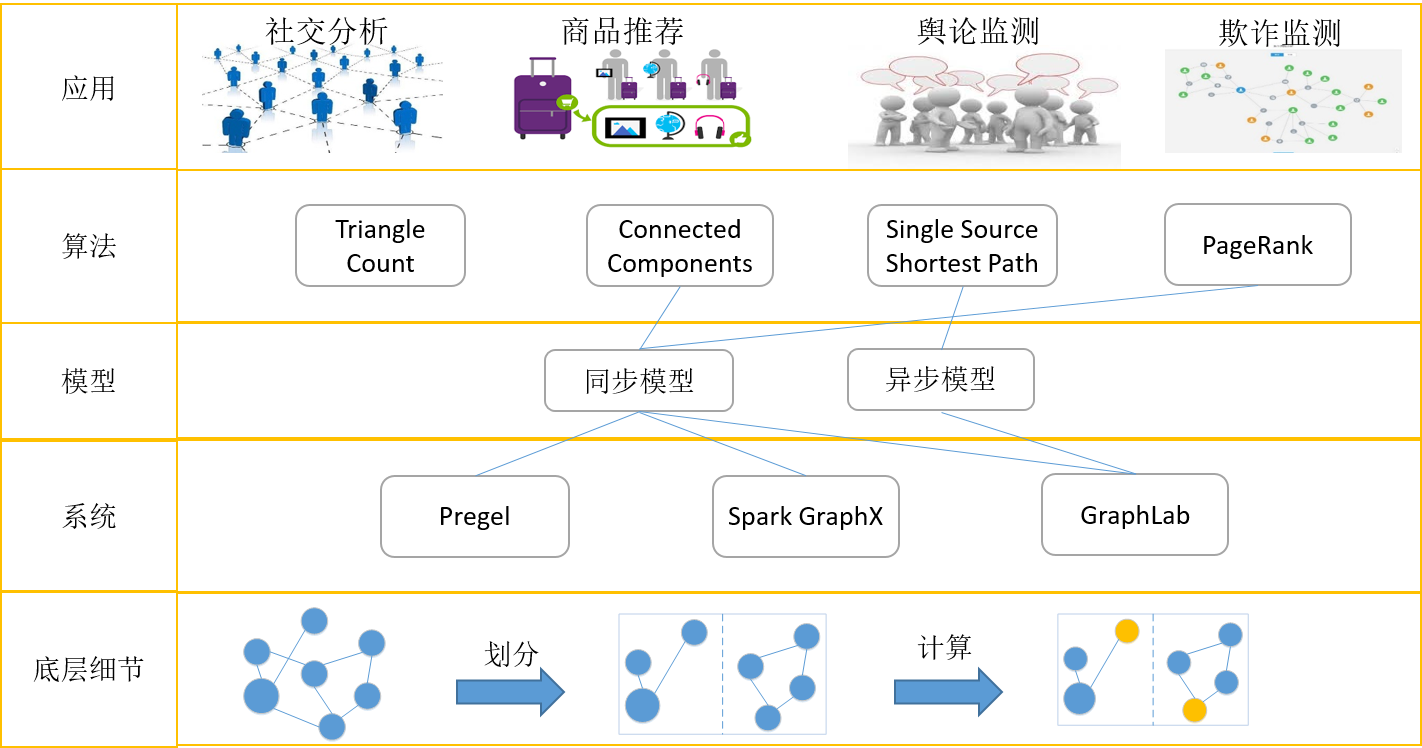 应用
社交分析
商品推荐
舆论监测
欺诈监测
算法
Triangle
Count
Connected
Components
Single Source
Shortest Path
PageRank
模型
同步模型
异步模型
系统
Pregel
Spark GraphX
GraphLab
底层细节
划分
计算